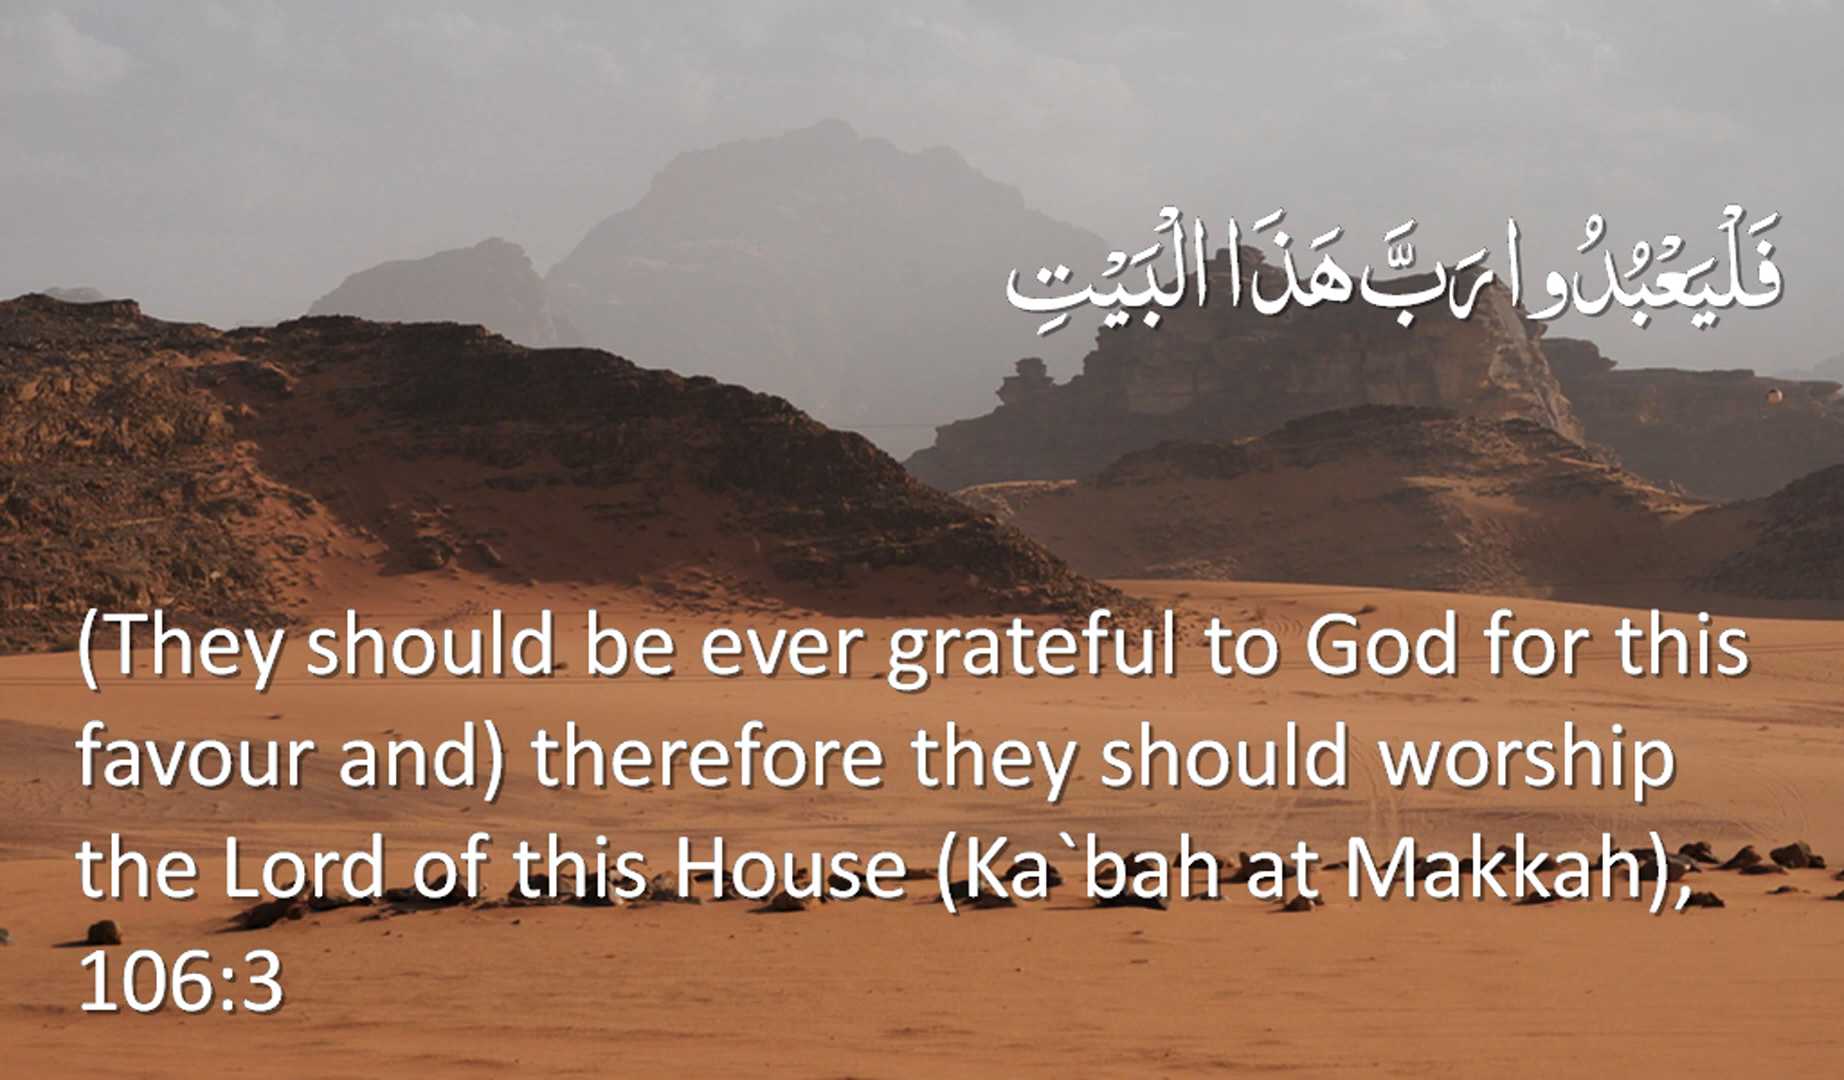 فَلْيَعْبُدُوا رَبَّ هَذَا الْبَيْتِ
(They should be ever grateful to God for this
favour and) therefore they should worship
the Lord of this House (Ka`bah at Makkah),
106:3